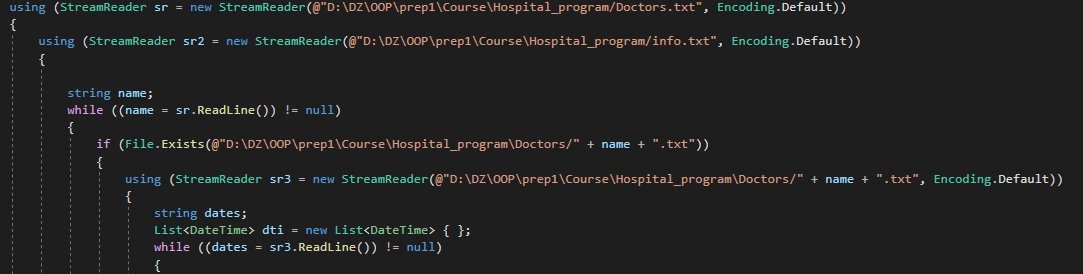 using (StreamReader sr = new StreamReader(@"D:\DZ\OOP\prep1\Course\Hospital_program/Doctors.txt", Encoding.Default))
{
using (StreamReader sr2 = new StreamReader(@"D:\DZ\OOP\prep1\Course\Hospital_program/info.txt", Encoding.Default))
{
string name;
while ((name = sr.ReadLine()) != null)
{
if (File.Exists(@"D:\DZ\OOP\prep1\Course\Hospital_program\Doctors/" + name + ".txt"))
{
using (StreamReader sr3 = new StreamReader(@"D:\DZ\OOP\prep1\Course\Hospital_program\Doctors/" + name + ".txt", Encoding.Default))
{
string dates;
List<DateTime> dti = new List<DateTime> { };
while ((dates = sr3.ReadLine()) != null)
{